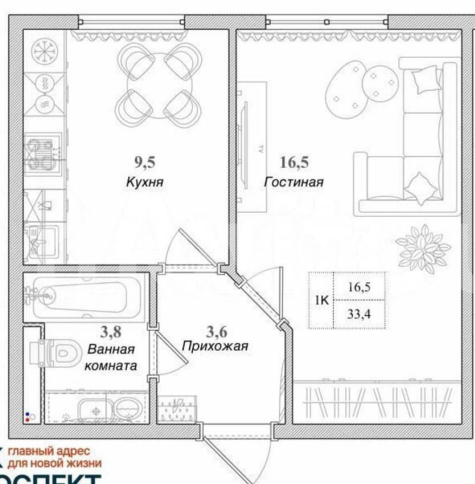 9,5
Кухня
16,5
Гостиная
1К
16,5
33,4
3,8
Ванная
комната
3,6
Прихожая
главный адрес
для новой жизни